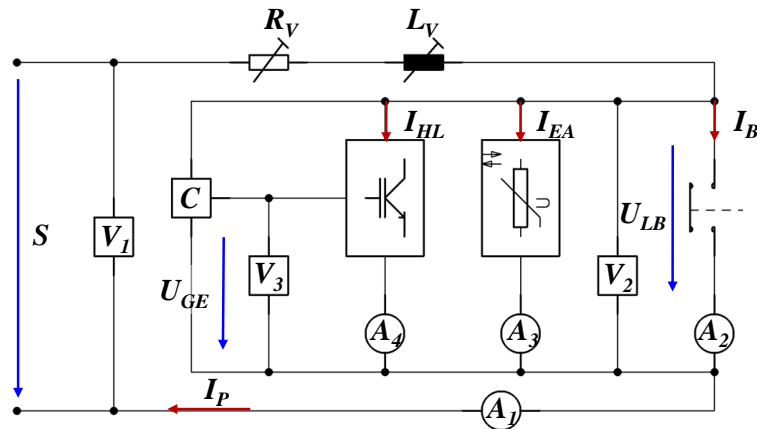 R_V
L_V
I_HL
I_EA
I_B
C
U
S
V_1
U_LB
U_GE
V_3
V_2
A_4
A_3
A_2
I_P
A_1